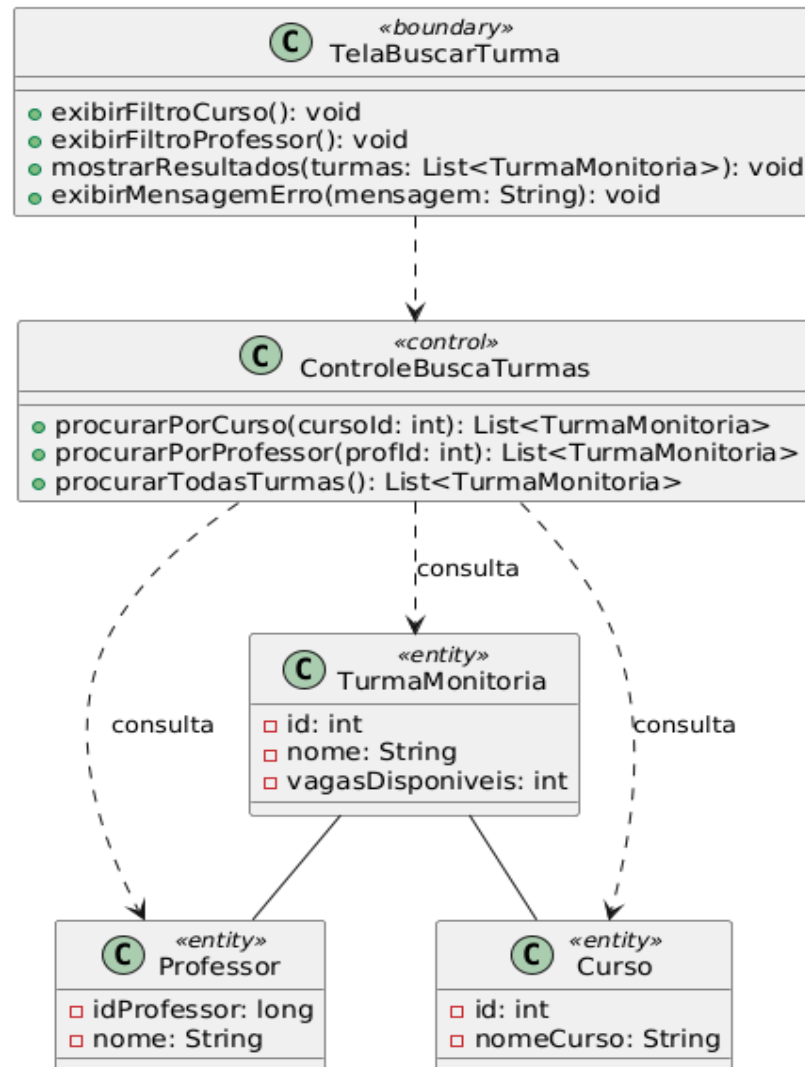 C
«boundary»
TelaBuscarTurma
exibirFiltroCurso(): void
exibirFiltroProfessor(): void
mostrarResultados(turmas: List<TurmaMonitoria>): void
exibirMensagemErro(mensagem: String): void
C
«control»
ControleBuscaTurmas
procurarPorCurso(cursoId: int): List<TurmaMonitoria>
procurarPorProfessor(profId: int): List<TurmaMonitoria>
procurarTodasTurmas(): List<TurmaMonitoria>
consulta
C
«entity»
TurmaMonitoria
id: int
nome: String
vagasDisponiveis: int
consulta
consulta
C
«entity»
Professor
idProfessor: long
nome: String
C
«entity»
Curso
id: int
nomeCurso: String